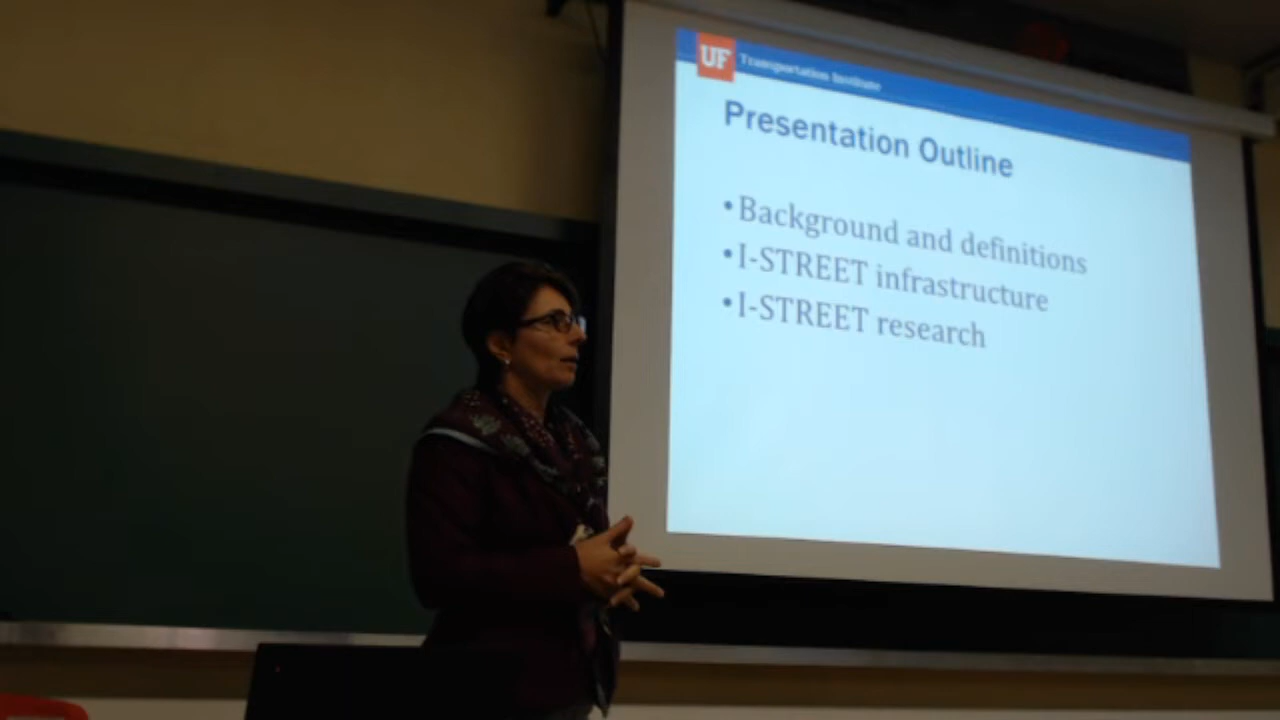 UF Transportation Institute
Presentation Outline
•Background and definitions
•I-STREET infrastructure
•I-STREET research